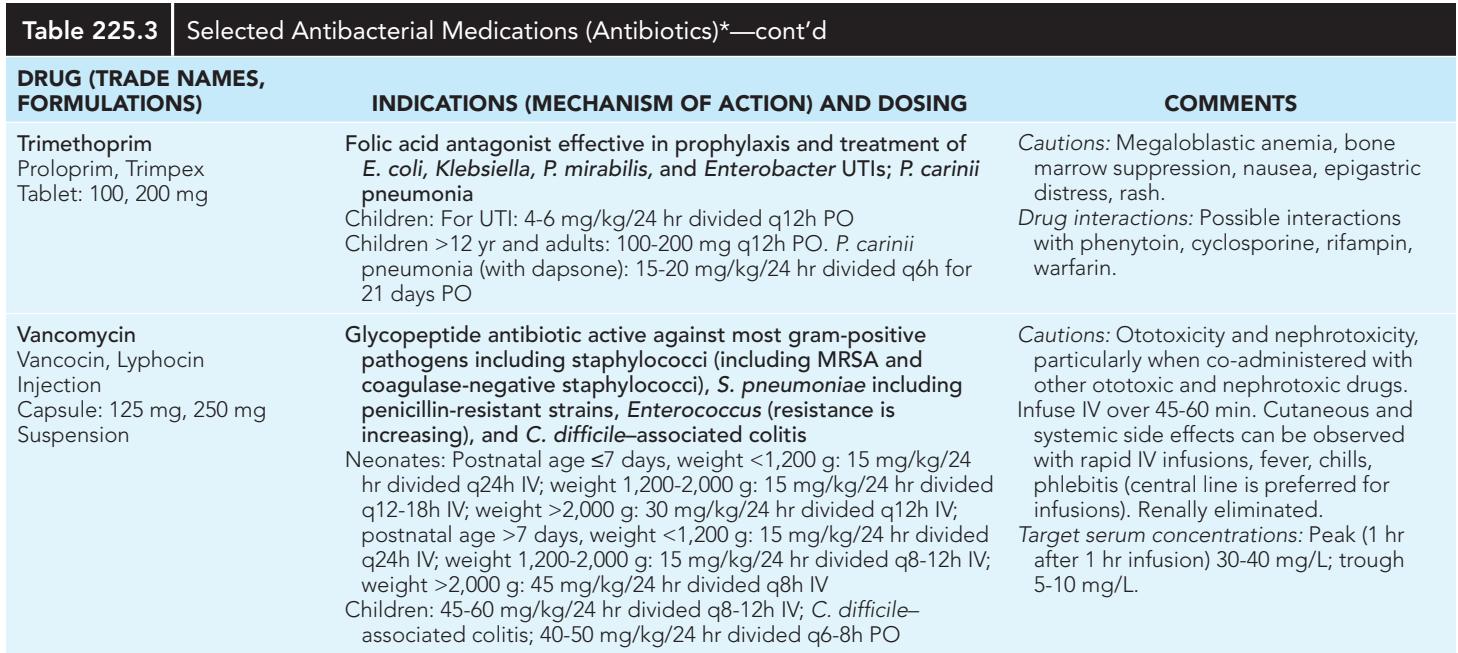 Table 225.3 Selected Antibacterial Medications (Antibiotics)*—cont'd
DRUG (TRADE NAMES,
FORMULATIONS)
INDICATIONS (MECHANISM OF ACTION) AND DOSING
COMMENTS
Trimethoprim
Proloprim, Trimpex
Tablet: 100, 200 mg
Folic acid antagonist effective in prophylaxis and treatment of
E. coli, Klebsiella, P. mirabilis, and Enterobacter UTIs; P. carinii
pneumonia
Children: For UTI: 4-6 mg/kg/24 hr divided q12h PO
Children >12 yr and adults: 100-200 mg q12h PO. P. carinii
pneumonia (with dapsone): 15-20 mg/kg/24 hr divided q6h for
21 days PO
Cautions: Megaloblastic anemia, bone
marrow suppression, nausea, epigastric
distress, rash.
Drug interactions: Possible interactions
with phenytoin, cyclosporine, rifampin,
warfarin.
Vancomycin
Vancocin, Lyphocin
Injection
Capsule: 125 mg, 250 mg
Suspension
Glycopeptide antibiotic active against most gram-positive
pathogens including staphylococci (including MRSA and
coagulase-negative staphylococci), S. pneumoniae including
penicillin-resistant strains, Enterococcus (resistance is
increasing), and C. difficile–associated colitis
Neonates: Postnatal age ≤7 days, weight <1,200 g: 15 mg/kg/24
hr divided q24h IV; weight 1,200-2,000 g: 15 mg/kg/24 hr divided
q12-18h IV; weight >2,000 g: 30 mg/kg/24 hr divided q12h IV;
postnatal age >7 days, weight <1,200 g: 15 mg/kg/24 hr divided
q24h IV; weight 1,200-2,000 g: 15 mg/kg/24 hr divided q8-12h IV;
weight >2,000 g: 45 mg/kg/24 hr divided q8h IV
Children: 45-60 mg/kg/24 hr divided q8-12h IV; C. difficile–
associated colitis; 40-50 mg/kg/24 hr divided q6-8h PO
Cautions: Ototoxicity and nephrotoxicity,
particularly when co-administered with
other ototoxic and nephrotoxic drugs.
Infuse IV over 45-60 min. Cutaneous and
systemic side effects can be observed
with rapid IV infusions, fever, chills,
phlebitis (central line is preferred for
infusions). Renally eliminated.
Target serum concentrations: Peak (1 hr
after 1 hr infusion) 30-40 mg/L; trough
5-10 mg/L.